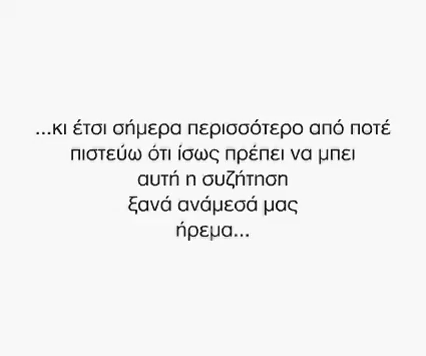 ...κι έτσι σήμερα περισσότερο από ποτέ
πιστεύω ότι ίσως πρέπει να μπει
αυτή η συζήτηση
ξανά ανάμεσά μας
ήρεμα...